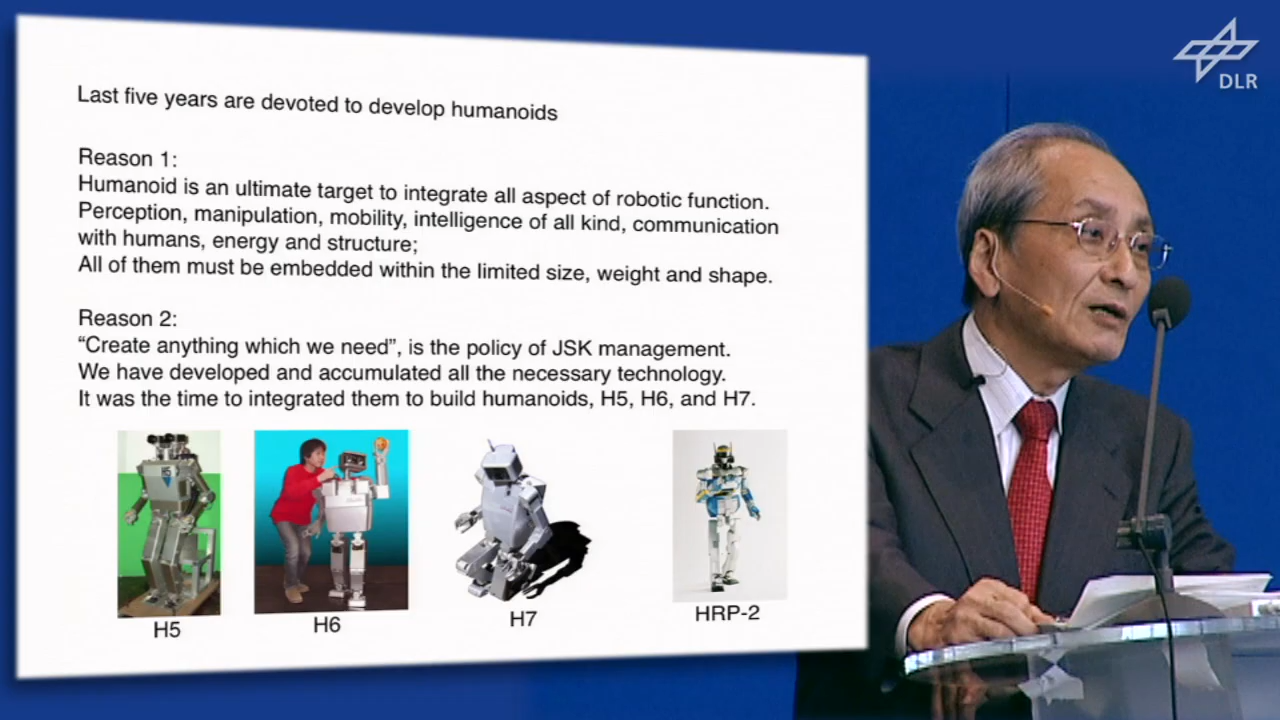 DLR
Last five years are devoted to develop humanoids
Reason 1:
Humanoid is an ultimate target to integrate all aspect of robotic function.
Perception, manipulation, mobility, intelligence of all kind, communication
with humans, energy and structure;
All of them must be embedded within the limited size, weight and shape.
Reason 2:
“Create anything which we need”, is the policy of JSK management.
We have developed and accumulated all the necessary technology.
It was the time to integrated them to build humanoids, H5, H6, and H7.
H5
H6
H7
HRP-2